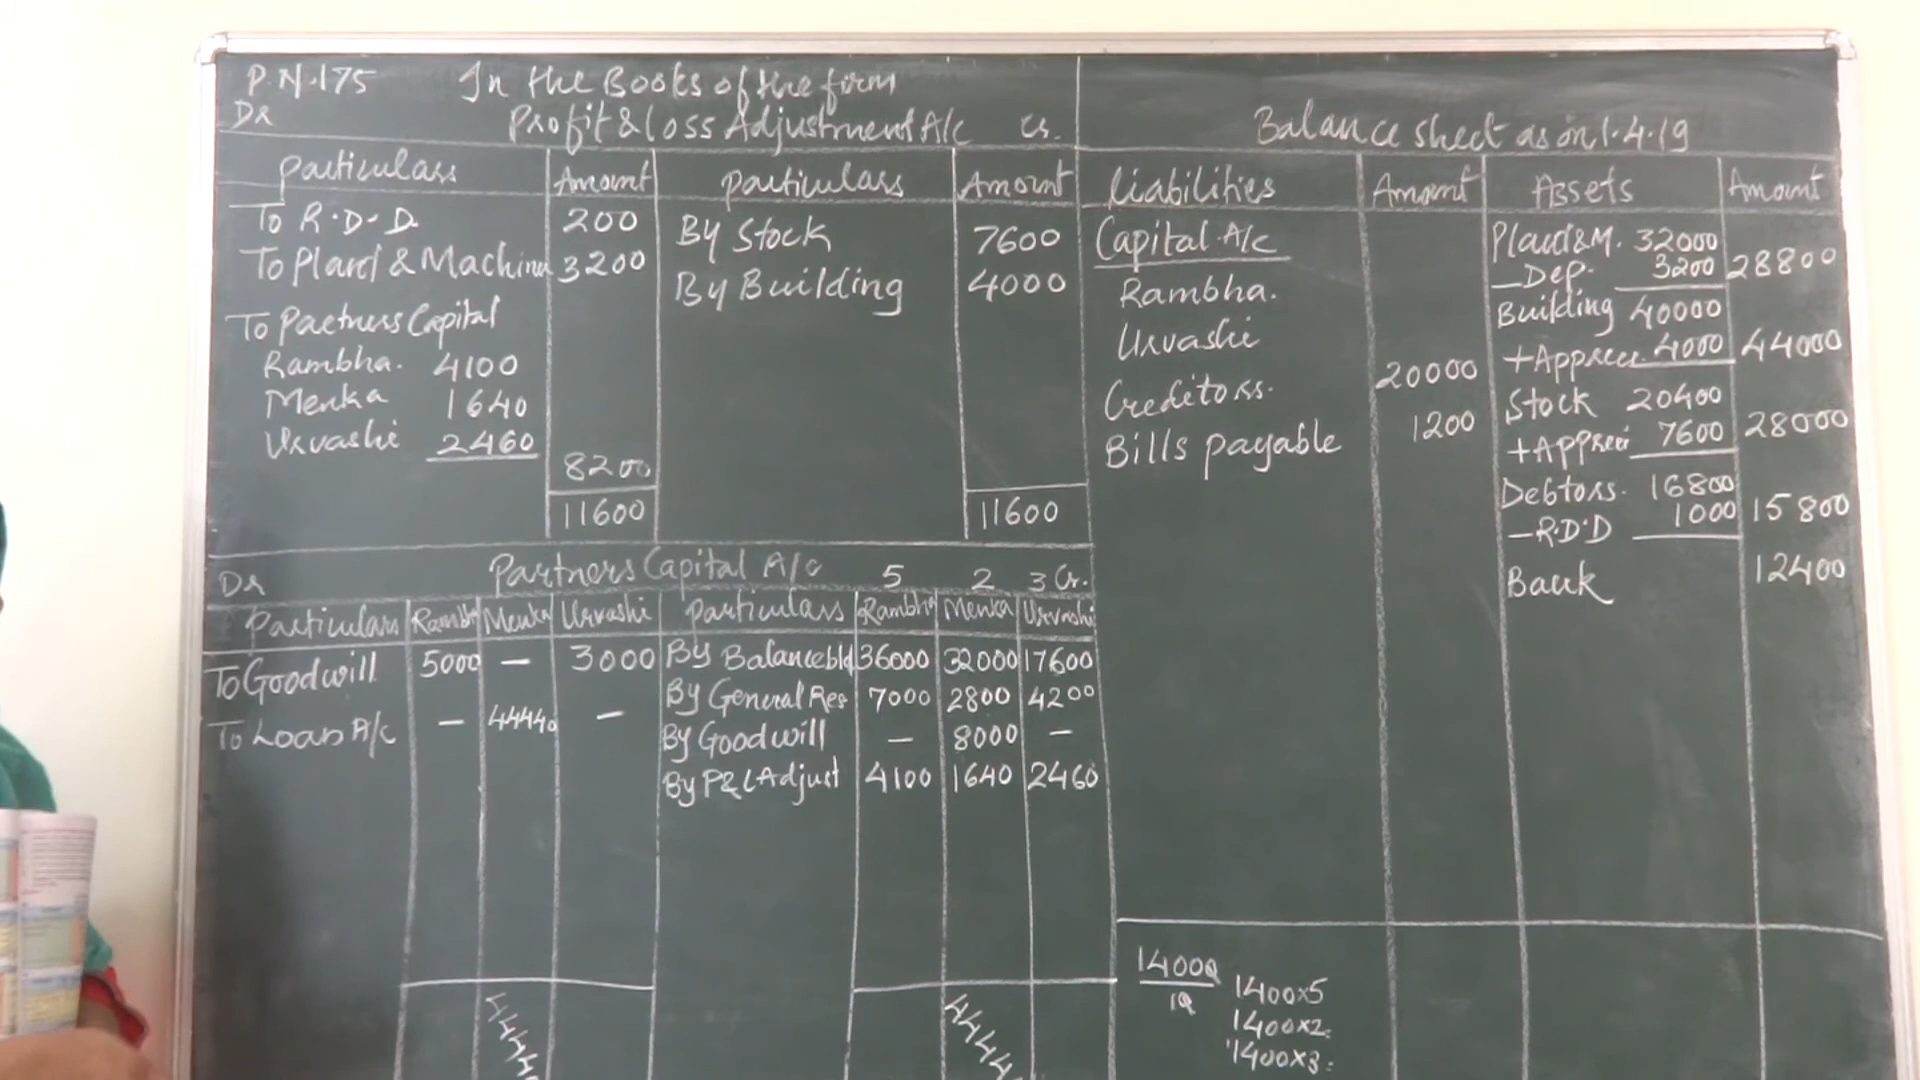 P.N.175 In the Books of the firm
Dr Profit & Loss Adjustment A/c Cr.
Particulars Amount Particulars Amount
To R.D.D 200 By Stock 7600
To Plant & Machine 3200 By Building 4000
To Partners Capital
Rambha. 4100
Menka 1640
Urvashi 2460
8200
11600 11600
Dr Partners Capital A/c 5 2 3 Cr.
Particulars Rambha Menka Urvashi Particulars Rambha Menka Urvashi
To Goodwill 5000 — 3000 By Balance b/d 36000 32000 17600
By General Res 7000 2800 4200
To Loan A/c — 44440 — By Goodwill — 8000 —
By P&L Adjust 4100 1640 2460
Balance sheet as on 1.4.19
Liabilities Amount Assets Amount
Capital A/c Plant & M. 32000
— Dep. 3200 28800
Rambha. Building 40000
Urvashi + Apprec. 4000 44000
Creditors. 20000 Stock 20400
Bills payable 1200 + Appreci 7600 28000
Debtors. 16800
— R.D.D 1000 15800
Bank 12400
14000
10
1400×5
1400×2
1400×3